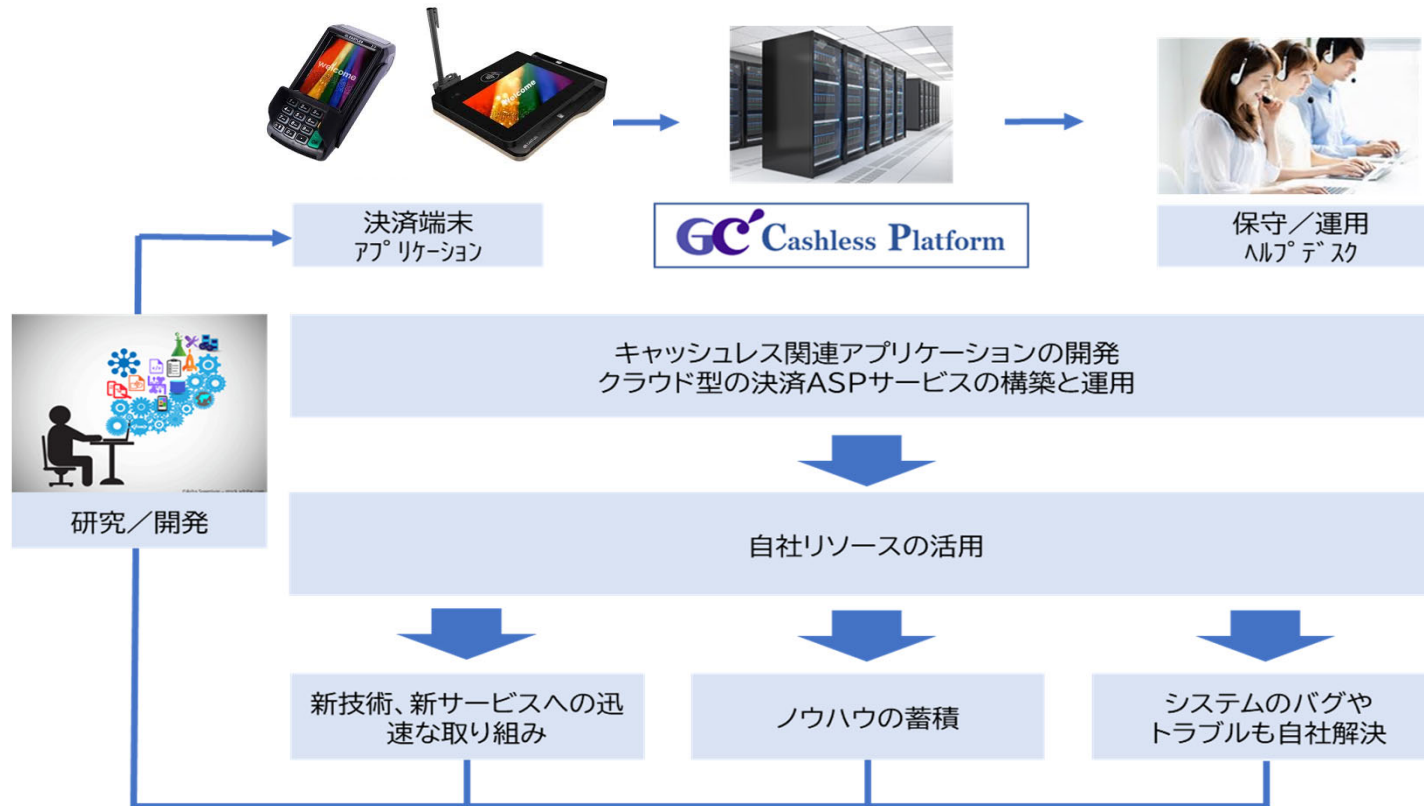 welcome
welcome
決済端末
アプリケーション
GC Cashless Platform
保守／運用
ヘルプデスク
研究／開発
キャッシュレス関連アプリケーションの開発
クラウド型の決済ASPサービスの構築と運用
自社リソースの活用
新技術、新サービスへの迅
速な取り組み
ノウハウの蓄積
システムのバグや
トラブルも自社解決